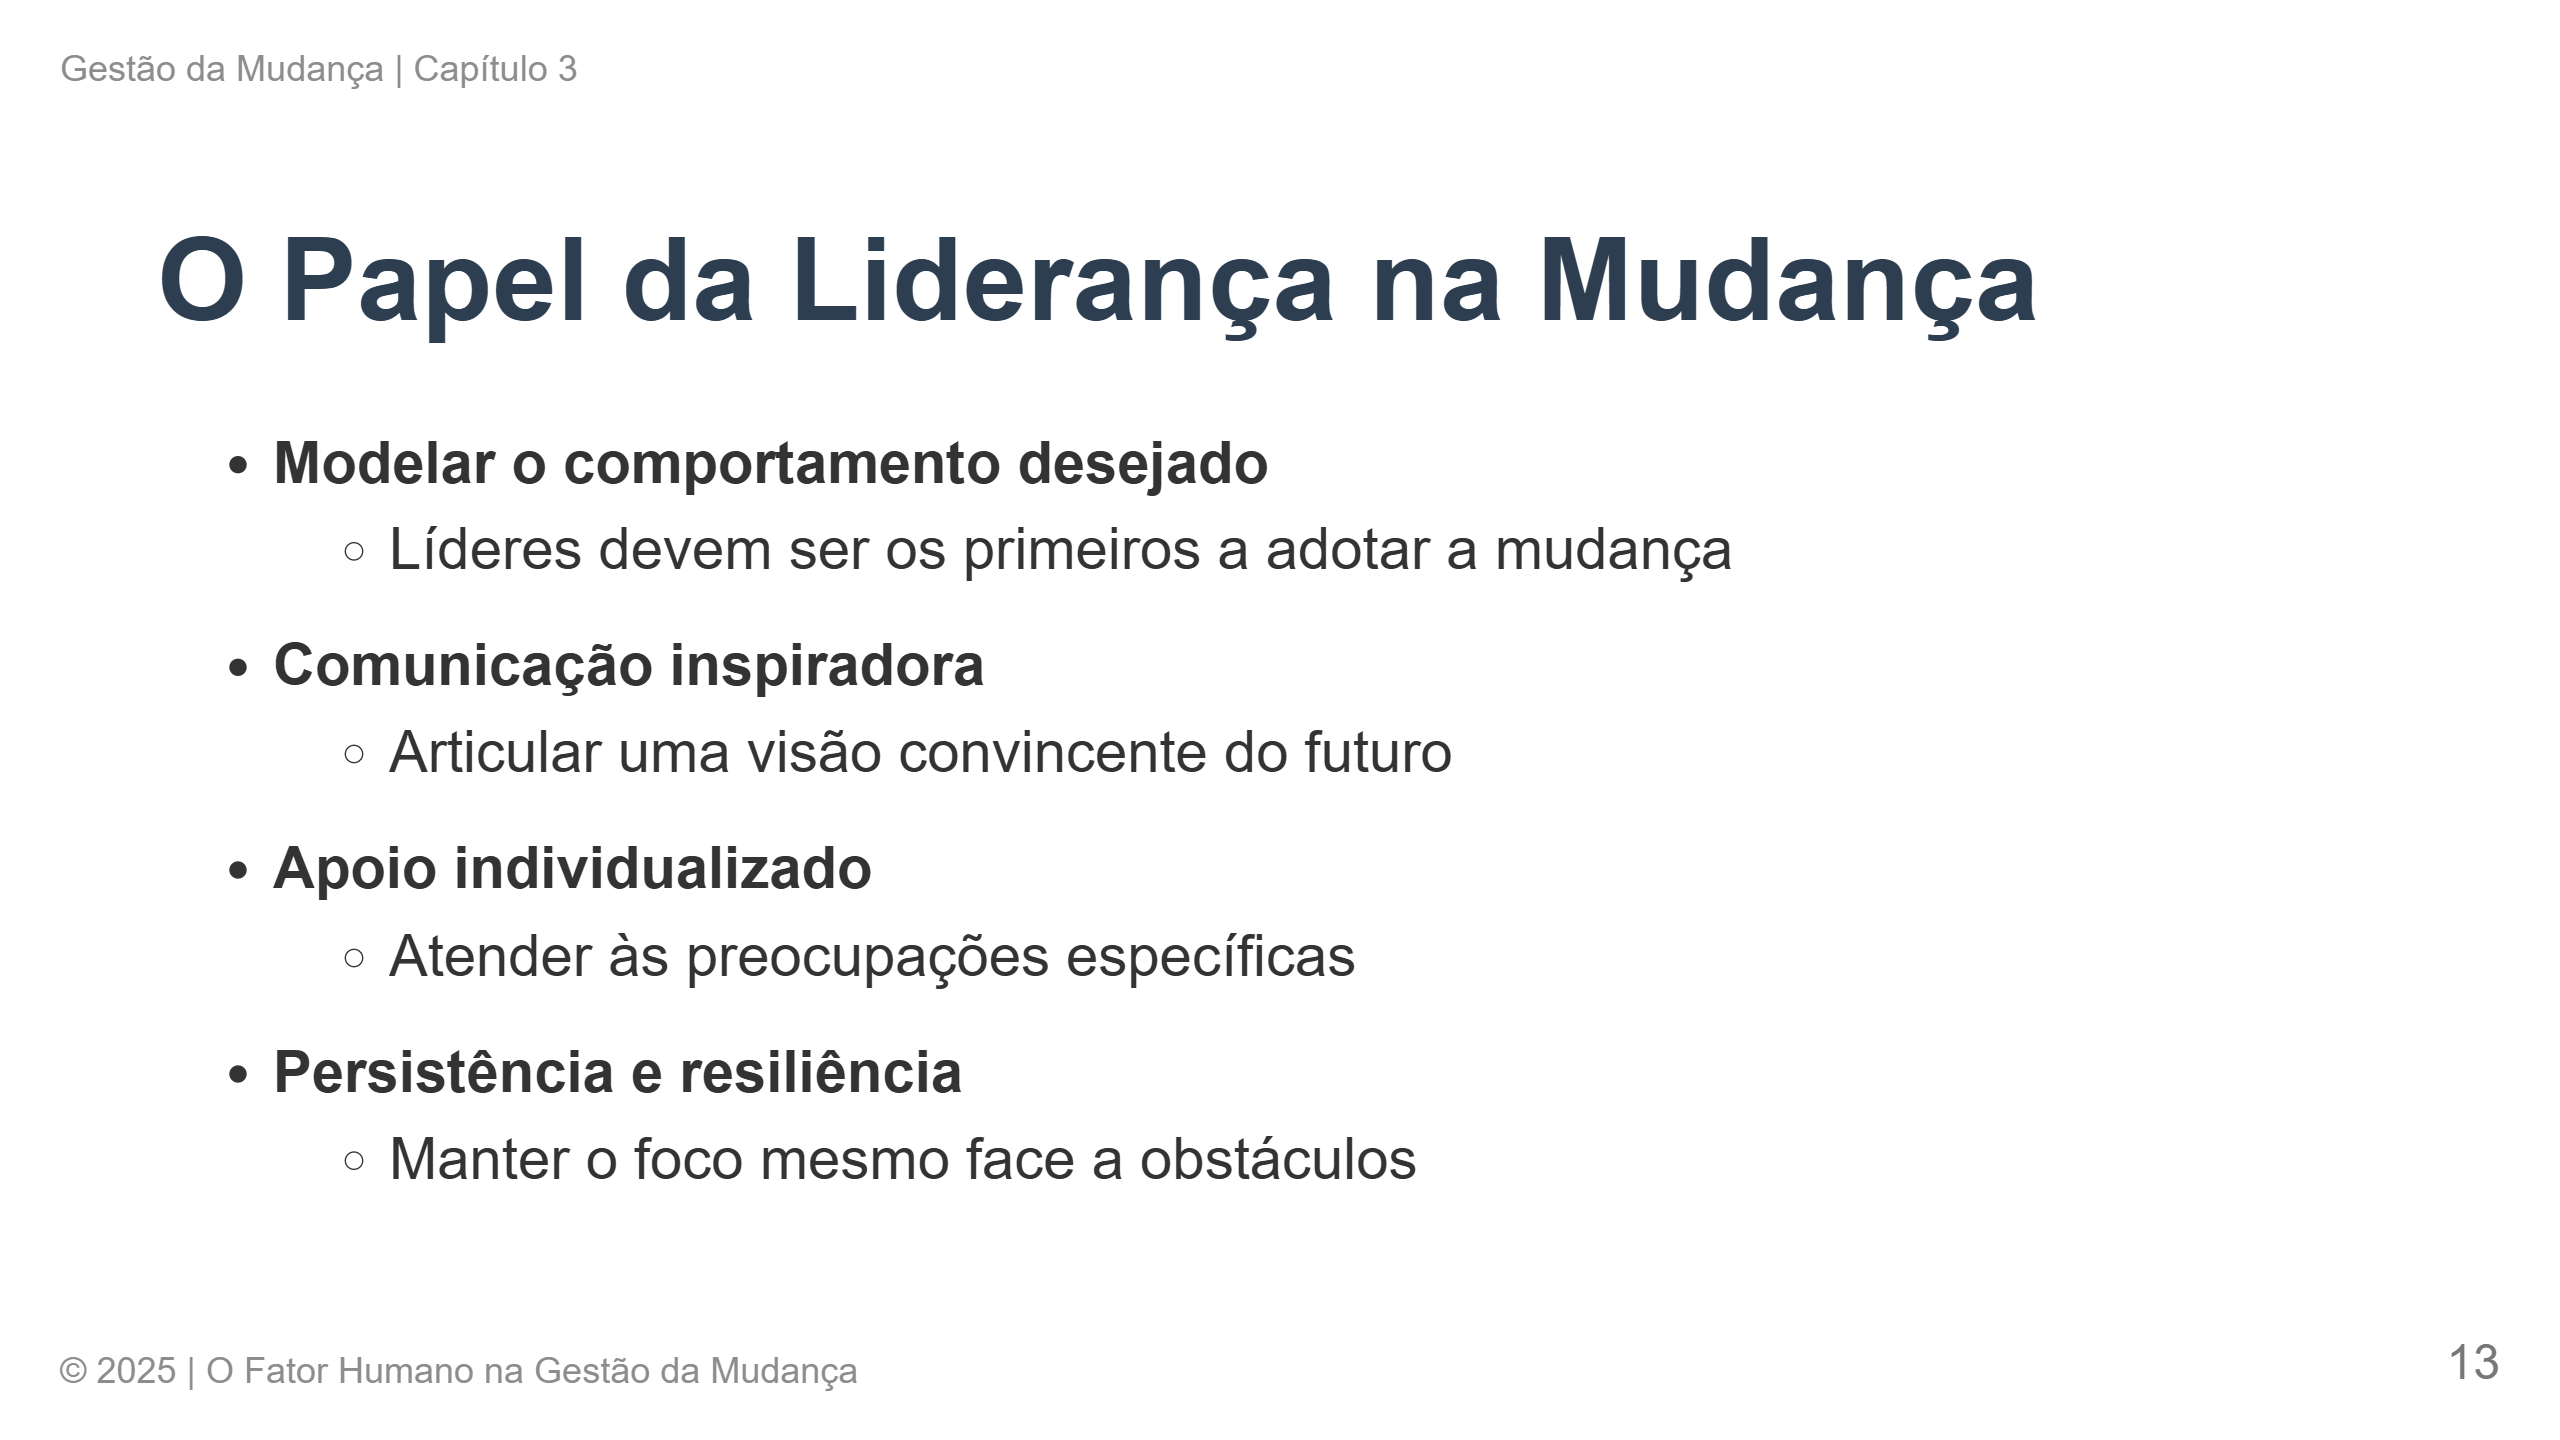 Gestão da Mudança | Capítulo 3
O Papel da Liderança na Mudança
• Modelar o comportamento desejado
◦ Líderes devem ser os primeiros a adotar a mudança
• Comunicação inspiradora
◦ Articular uma visão convincente do futuro
• Apoio individualizado
◦ Atender às preocupações específicas
• Persistência e resiliência
◦ Manter o foco mesmo face a obstáculos
© 2025 | O Fator Humano na Gestão da Mudança
13